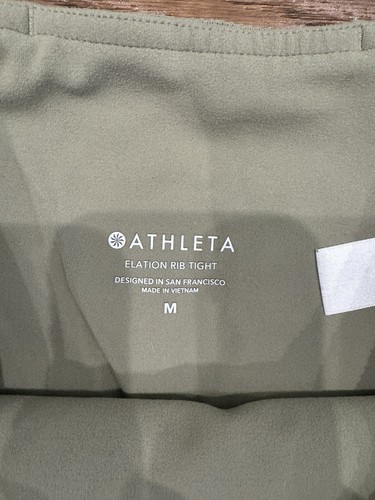 ATHLETA
ELATION RIB TIGHT
DESIGNED IN SAN FRANCISCO
MADE IN VIETNAM
M